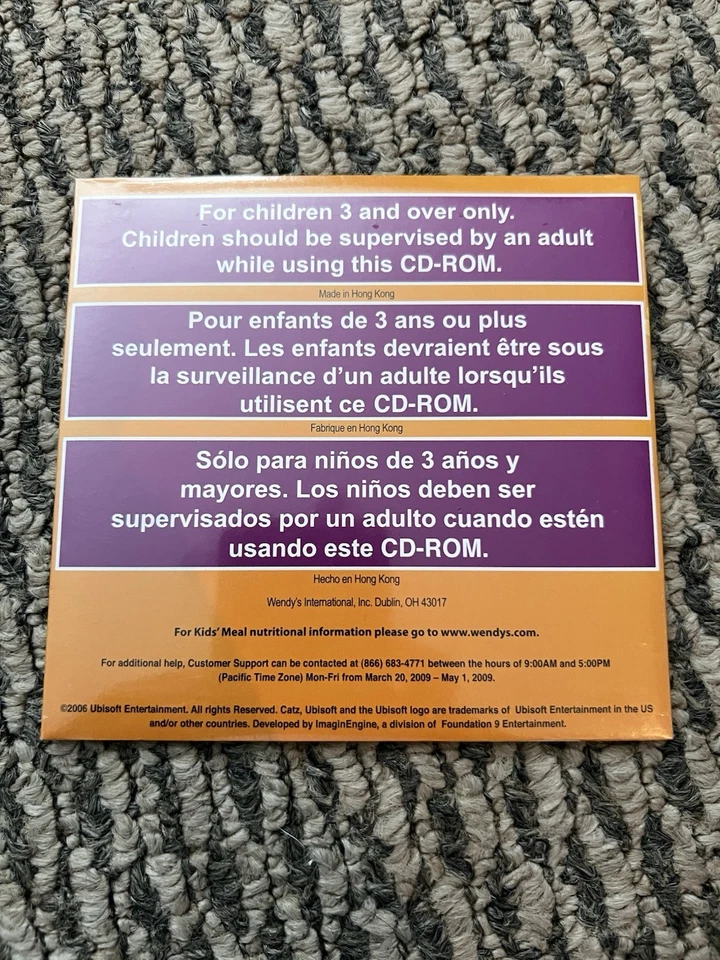 For children 3 and over only.
Children should be supervised by an adult
while using this CD-ROM.
Made in Hong Kong
Pour enfants de 3 ans ou plus
seulement. Les enfants devraient être sous
la surveillance d'un adulte lorsqu'ils
utilisent ce CD-ROM.
Fabrique en Hong Kong
Sólo para niños de 3 años y
mayores. Los niños deben ser
supervisados por un adulto cuando estén
usando este CD-ROM.
Hecho en Hong Kong
Wendy's International, Inc. Dublin, OH 43017
For Kids' Meal nutritional information please go to www.wendys.com.
For additional help, Customer Support can be contacted at (866) 683-4771 between the hours of 9:00AM and 5:00PM
(Pacific Time Zone) Mon-Fri from March 20, 2009 – May 1, 2009.
©2006 Ubisoft Entertainment. All rights Reserved. Catz, Ubisoft and the Ubisoft logo are trademarks of Ubisoft Entertainment in the US
and/or other countries. Developed by ImaginEngine, a division of Foundation 9 Entertainment.